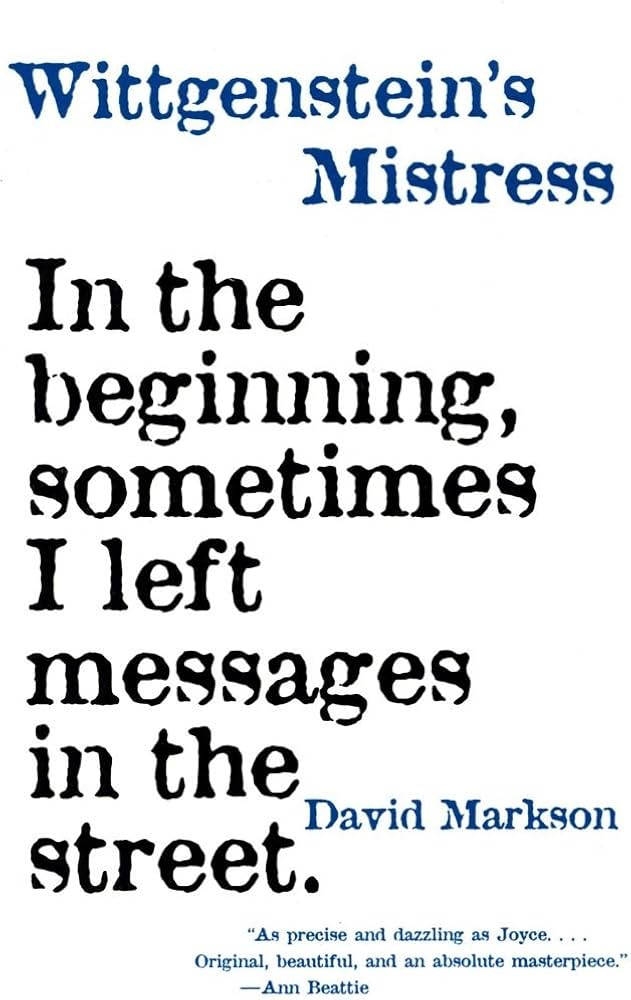 Wittgenstein's
Mistress
In the
beginning,
sometimes
I left
messages
in the
street.
David Markson
"As precise and dazzling as Joyce. . . .
Original, beautiful, and an absolute masterpiece."
—Ann Beattie